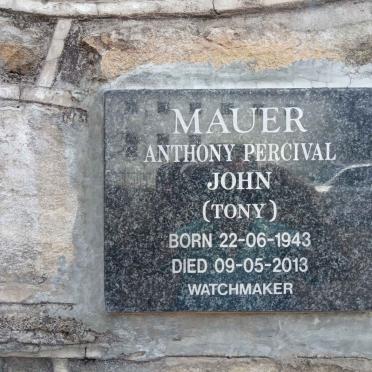 MAUER
ANTHONY PERCIVAL
JOHN
(TONY)
BORN 22-06-1943
DIED 09-05-2013
WATCHMAKER